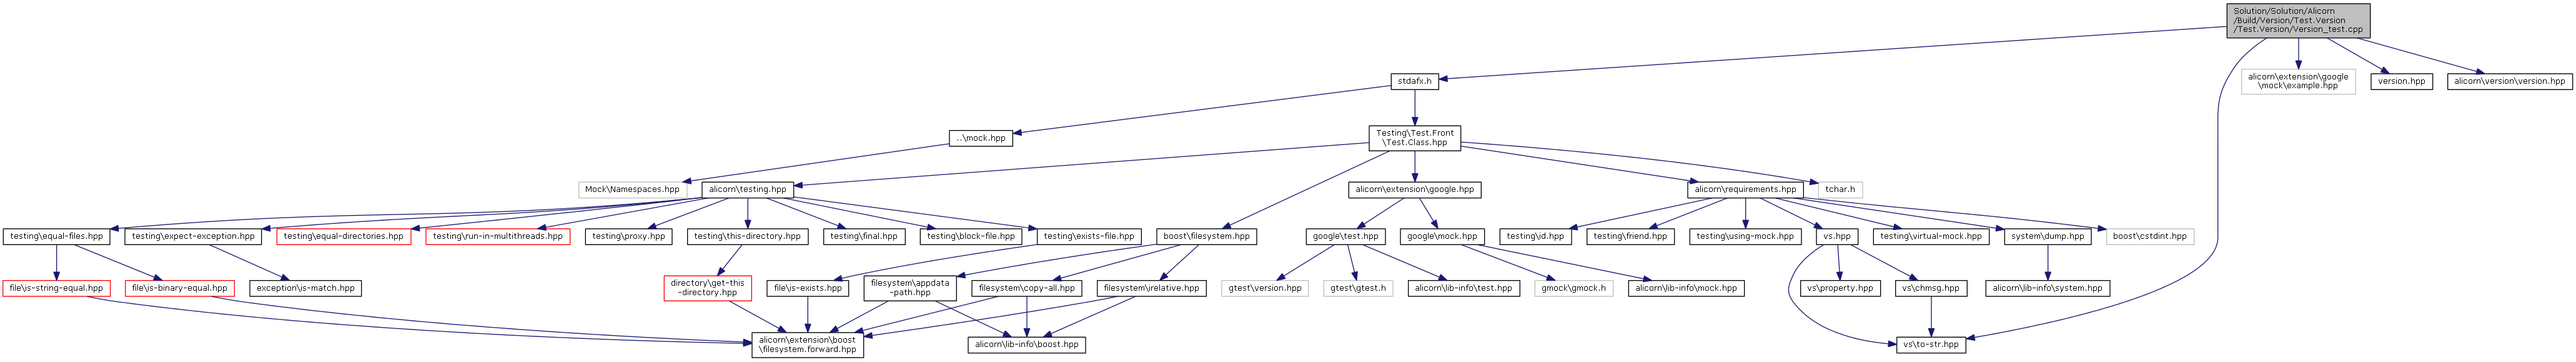 Solution/Solution/Alicorn
/Build/Version/Test.Version
/Test.Version/Version_test.cpp
stdafx.h
alicorn\extension\google
\mock\example.hpp
version.hpp
alicorn\version\version.hpp
..\mock.hpp
Testing\Test.Front
\Test.Class.hpp
Mock\Namespaces.hpp
alicorn\testing.hpp
alicorn\extension\google.hpp
alicorn\requirements.hpp
tchar.h
testing\equal-files.hpp
testing\expect-exception.hpp
testing\equal-directories.hpp
testing\run-in-multithreads.hpp
testing\proxy.hpp
testing\this-directory.hpp
testing\final.hpp
testing\block-file.hpp
testing\exists-file.hpp
boost\filesystem.hpp
google\test.hpp
google\mock.hpp
testing\id.hpp
testing\friend.hpp
testing\using-mock.hpp
vs.hpp
testing\virtual-mock.hpp
system\dump.hpp
boost\cstdint.hpp
file\is-string-equal.hpp
file\is-binary-equal.hpp
exception\is-match.hpp
directory\get-this
-directory.hpp
file\is-exists.hpp
filesystem\appdata
-path.hpp
filesystem\copy-all.hpp
filesystem\relative.hpp
gtest\version.hpp
gtest\gtest.h
alicorn\lib-info\test.hpp
gmock\gmock.h
alicorn\lib-info\mock.hpp
vs\property.hpp
vs\chmsg.hpp
alicorn\lib-info\system.hpp
alicorn\extension\boost
\filesystem.forward.hpp
alicorn\lib-info\boost.hpp
vs\to-str.hpp